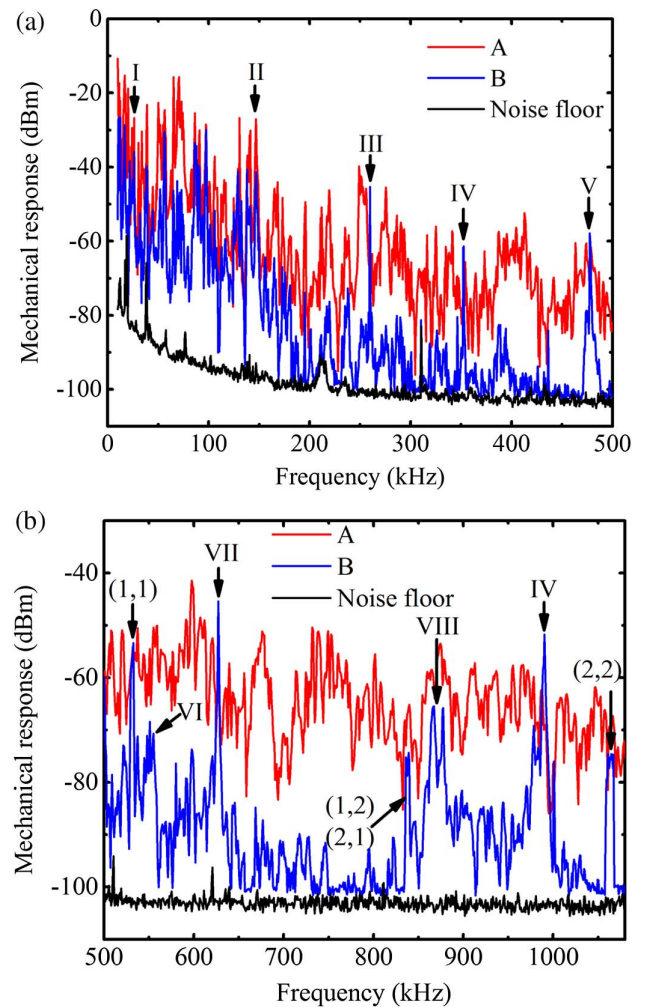 (a)
0
-20
-40
-60
-80
-100
Mechanical response (dBm)
A
B
Noise floor
I
II
III
IV
V
0 100 200 300 400 500
Frequency (kHz)
(b)
-40
-60
-80
-100
Mechanical response (dBm)
A
B
Noise floor
(1,1)
VI
VII
VIII
IV
(2,2)
(1,2)
(2,1)
500 600 700 800 900 1000
Frequency (kHz)